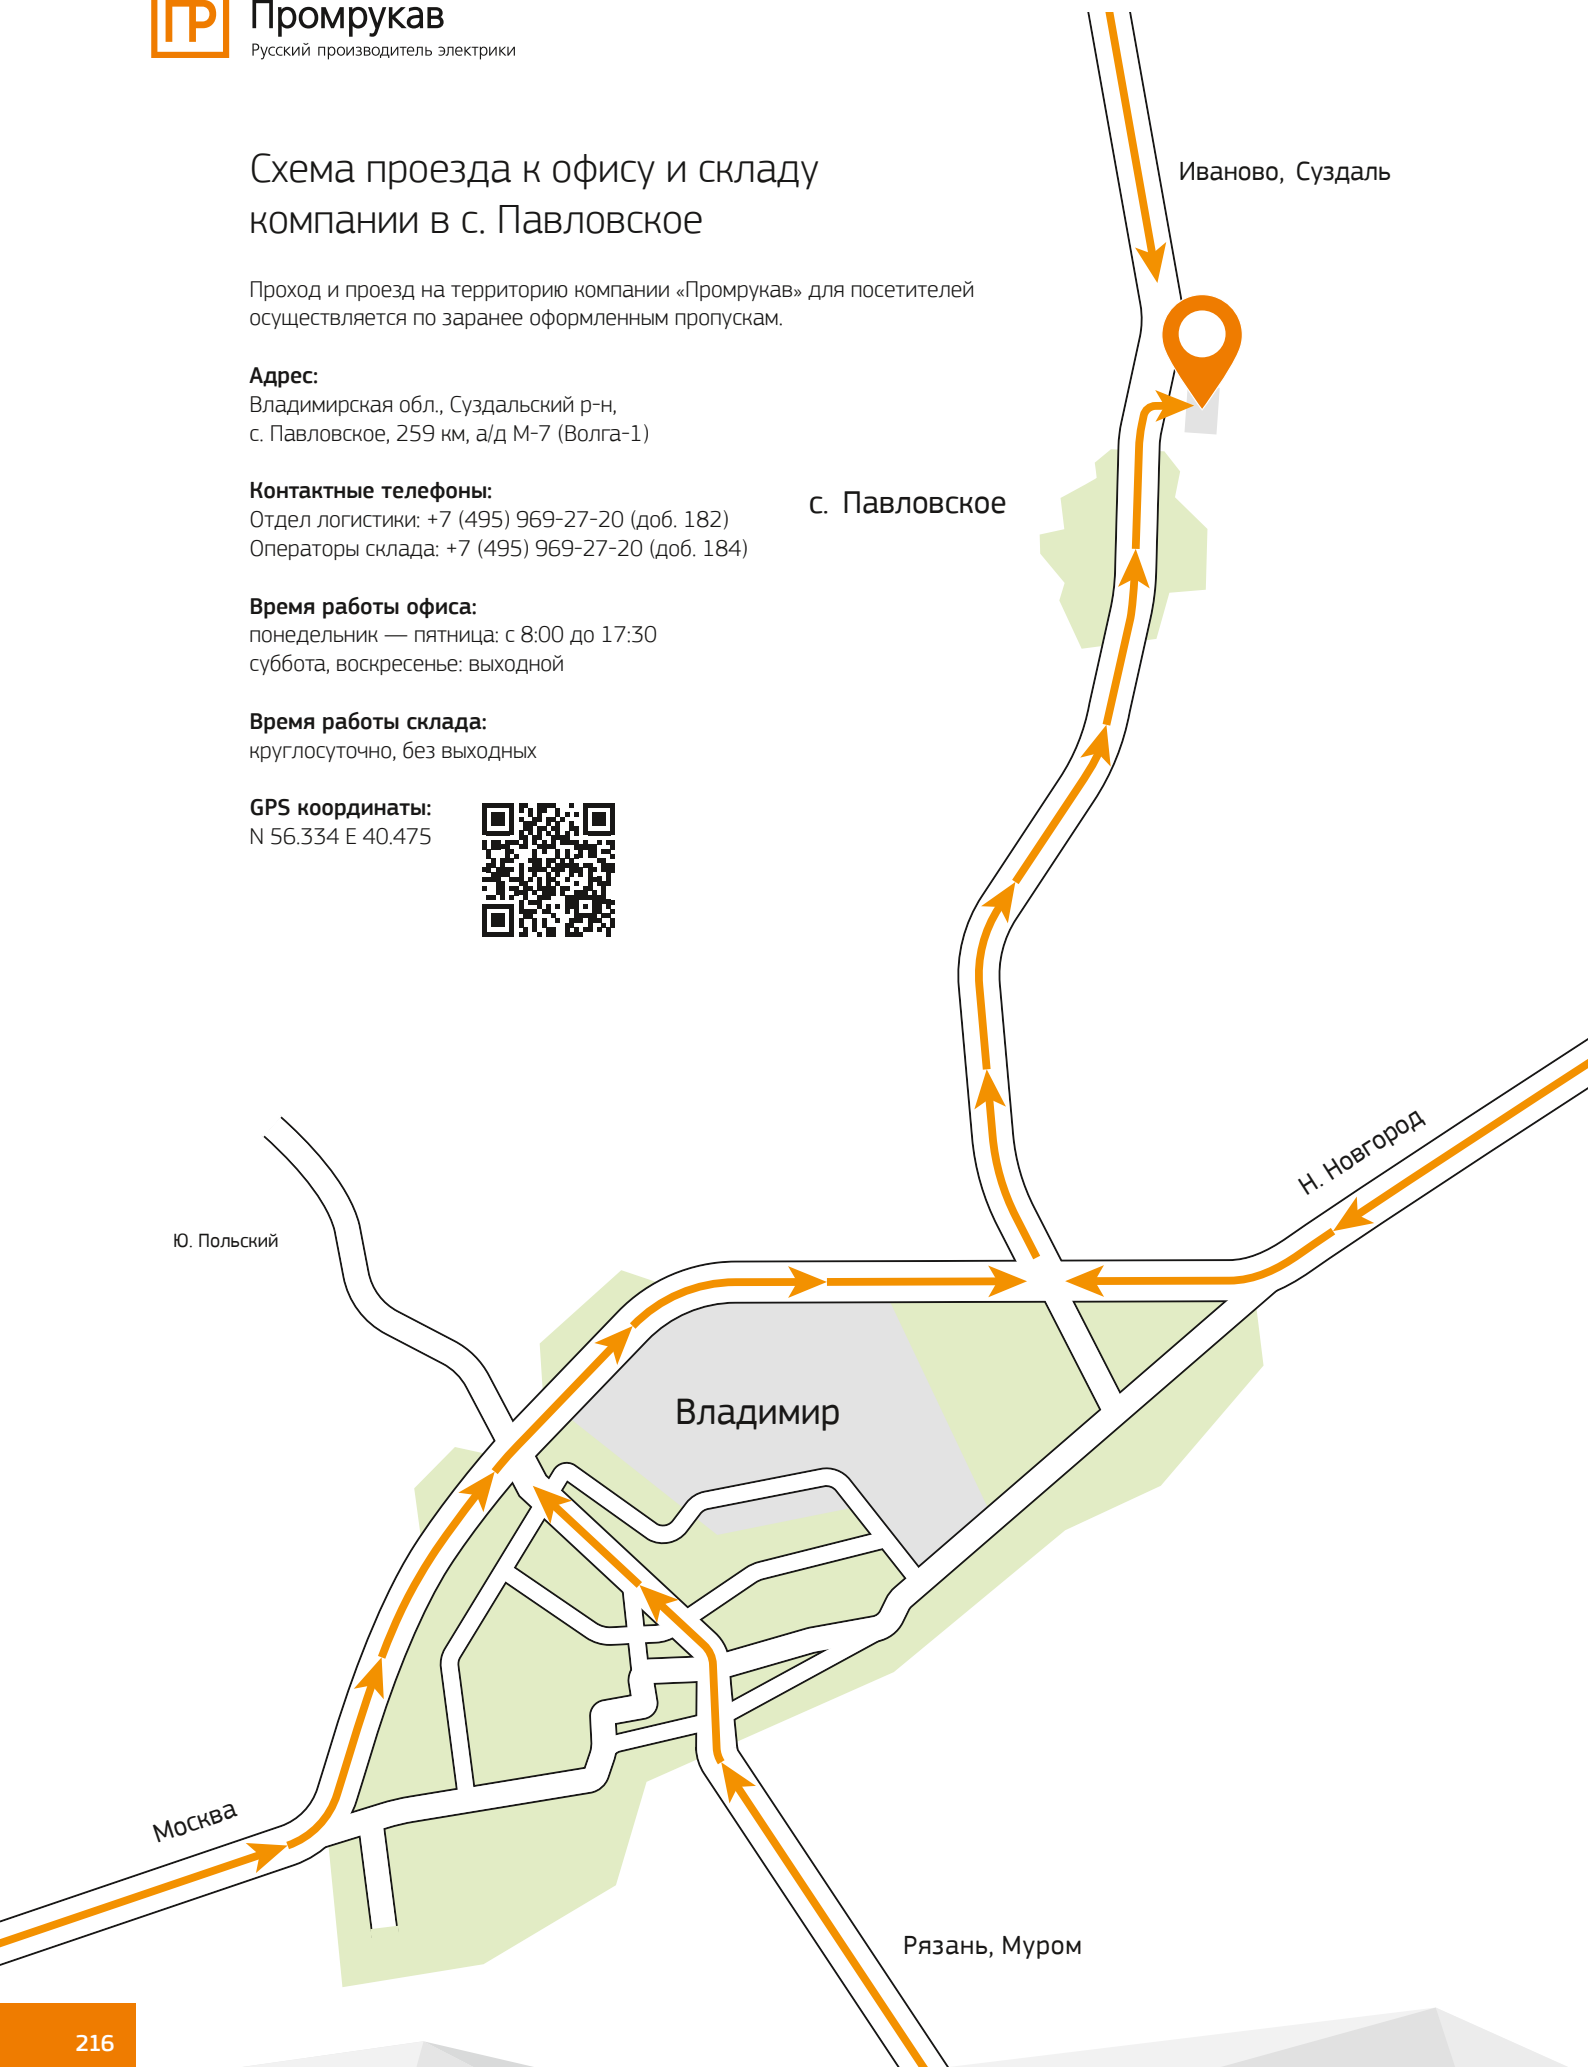 ПР
Промрукав
Русский производитель электрики
Схема проезда к офису и складу
компании в с. Павловское
Проход и проезд на территорию компании «Промрукав» для посетителей
осуществляется по заранее оформленным пропускам.
Адрес:
Владимирская обл., Суздальский р-н,
с. Павловское, 259 км, а/д М-7 (Волга-1)
Контактные телефоны:
Отдел логистики: +7 (495) 969-27-20 (доб. 182)
Операторы склада: +7 (495) 969-27-20 (доб. 184)
Время работы офиса:
понедельник — пятница: с 8:00 до 17:30
суббота, воскресенье: выходной
Время работы склада:
круглосуточно, без выходных
GPS координаты:
N 56.334 E 40.475
Иваново, Суздаль
с. Павловское
Н. Новгород
Ю. Польский
Владимир
Москва
Рязань, Муром
216